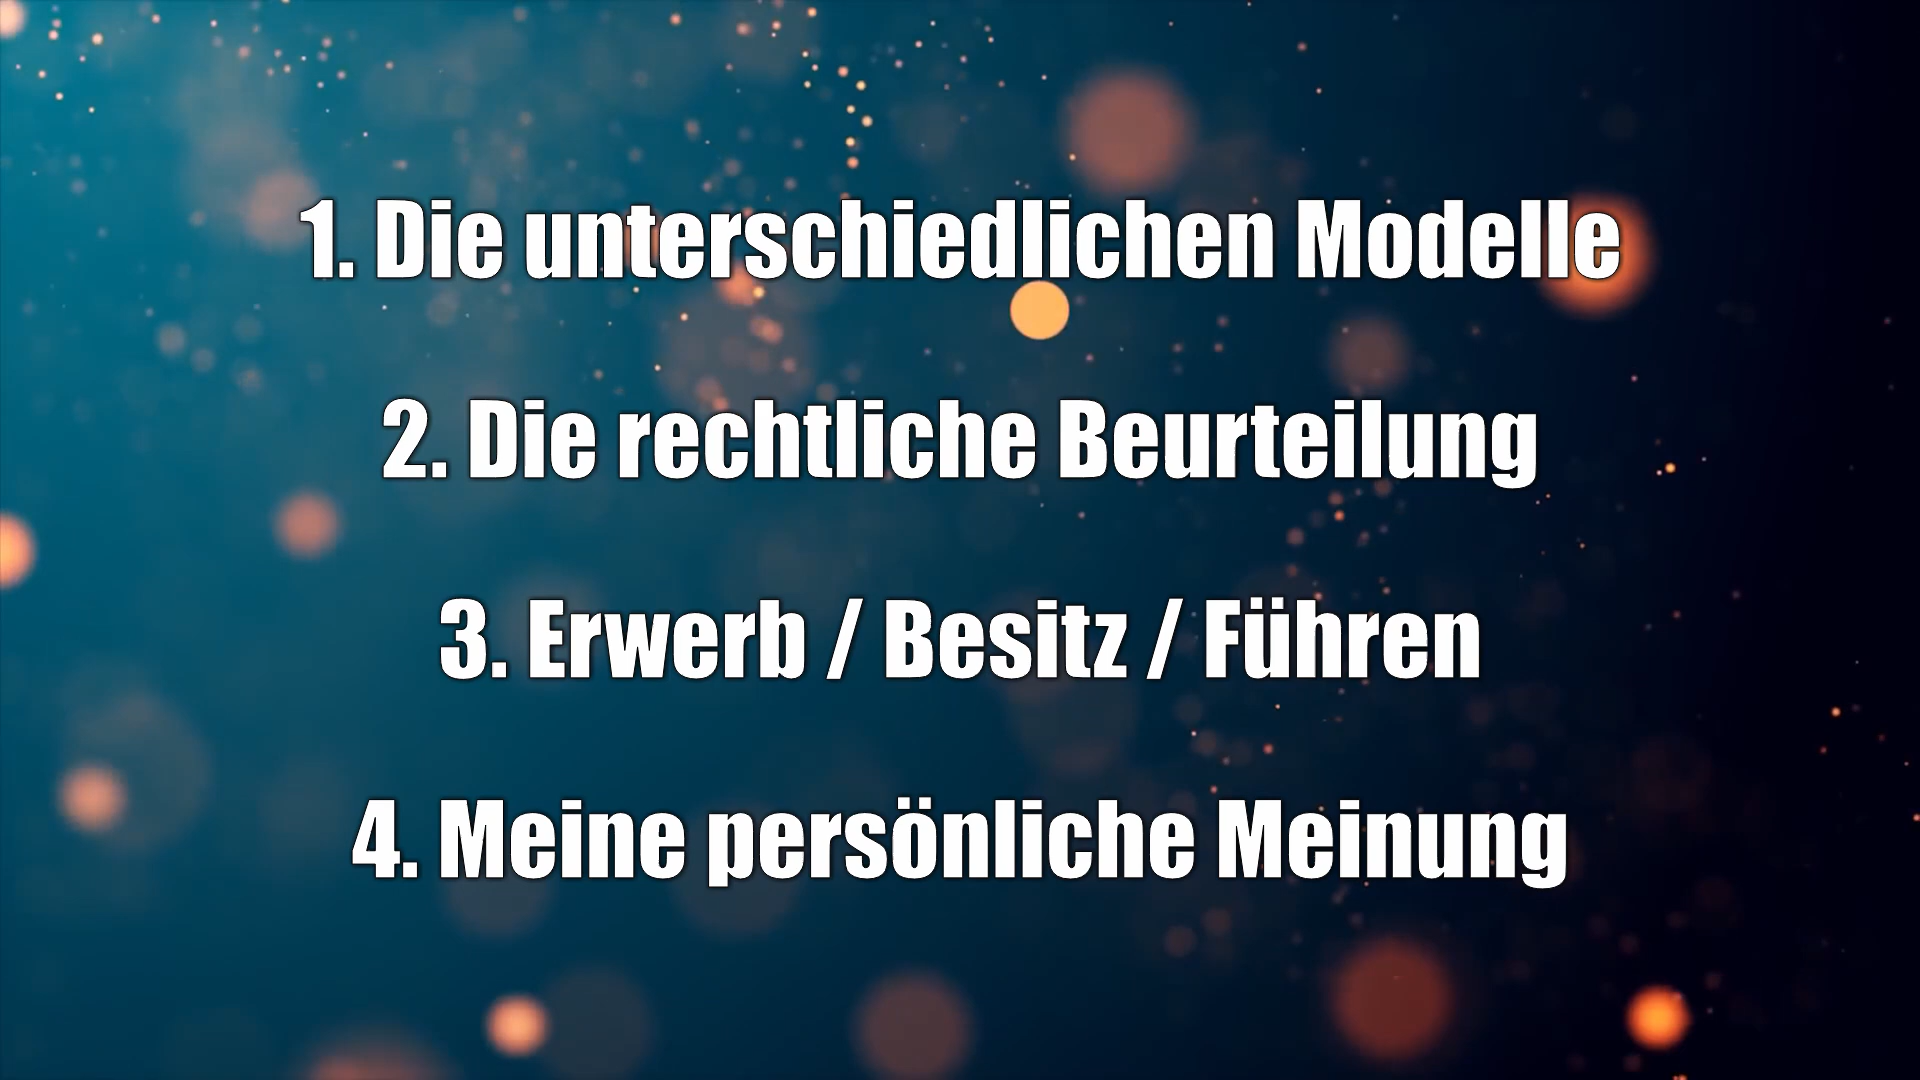 1. Die unterschiedlichen Modelle
2. Die rechtliche Beurteilung
3. Erwerb / Besitz / Führen
4. Meine persönliche Meinung